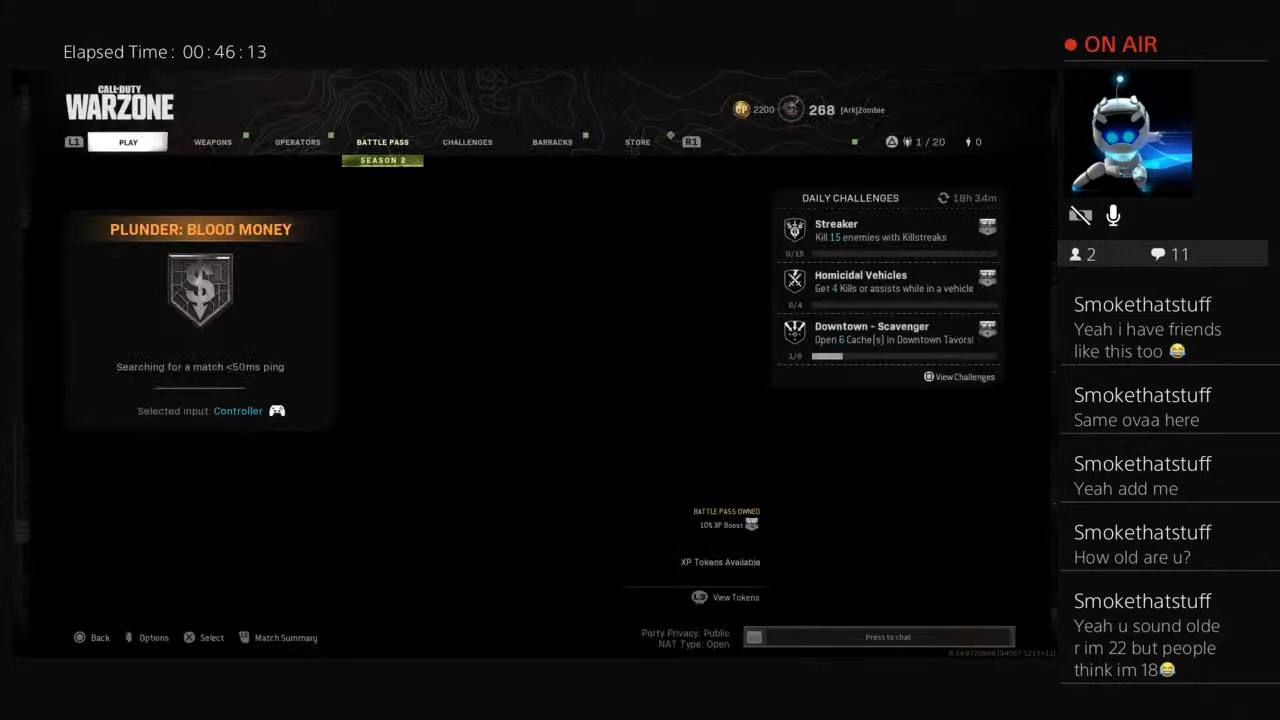 Elapsed Time: 00:46:13
ON AIR
CALL OF DUTY
WARZONE
2200 268 [Ark]Zombie
L1 PLAY WEAPONS OPERATORS BATTLE PASS CHALLENGES BARRACKS STORE R1 1 / 20 0
SEASON 2
PLUNDER: BLOOD MONEY
$
Searching for a match <50ms ping
Selected input: Controller
DAILY CHALLENGES 18h 34m
Streaker
Kill 15 enemies with Killstreaks
0/15
Homicidal Vehicles
Get 4 Kills or assists while in a vehicle
0/4
Downtown - Scavenger
Open 6 Cache(s) in Downtown Tavorsl
1/6
View Challenges
BATTLE PASS OWNED
10% XP Boost
XP Tokens Available
L3 View Tokens
Back Options Select Match Summary
Party Privacy: Public
NAT Type: Open
Press to chat
2 11
Smokethatstuff
Yeah i have friends
like this too 😂
Smokethatstuff
Same ovaa here
Smokethatstuff
Yeah add me
Smokethatstuff
How old are u?
Smokethatstuff
Yeah u sound olde
r im 22 but people
think im 18😂